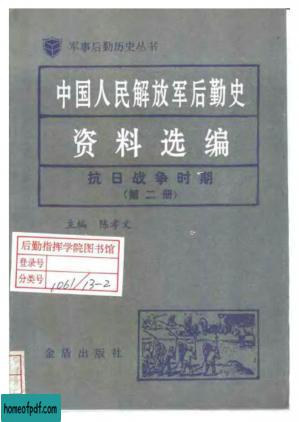 军事后勤历史丛书
中国人民解放军后勤史
资料选编
抗日战争时期
(第二册)
主编 陈孝文
后勤指挥学院图书馆
登录号
分类号 1061/13-2
金盾出版社
homeofpdf.com